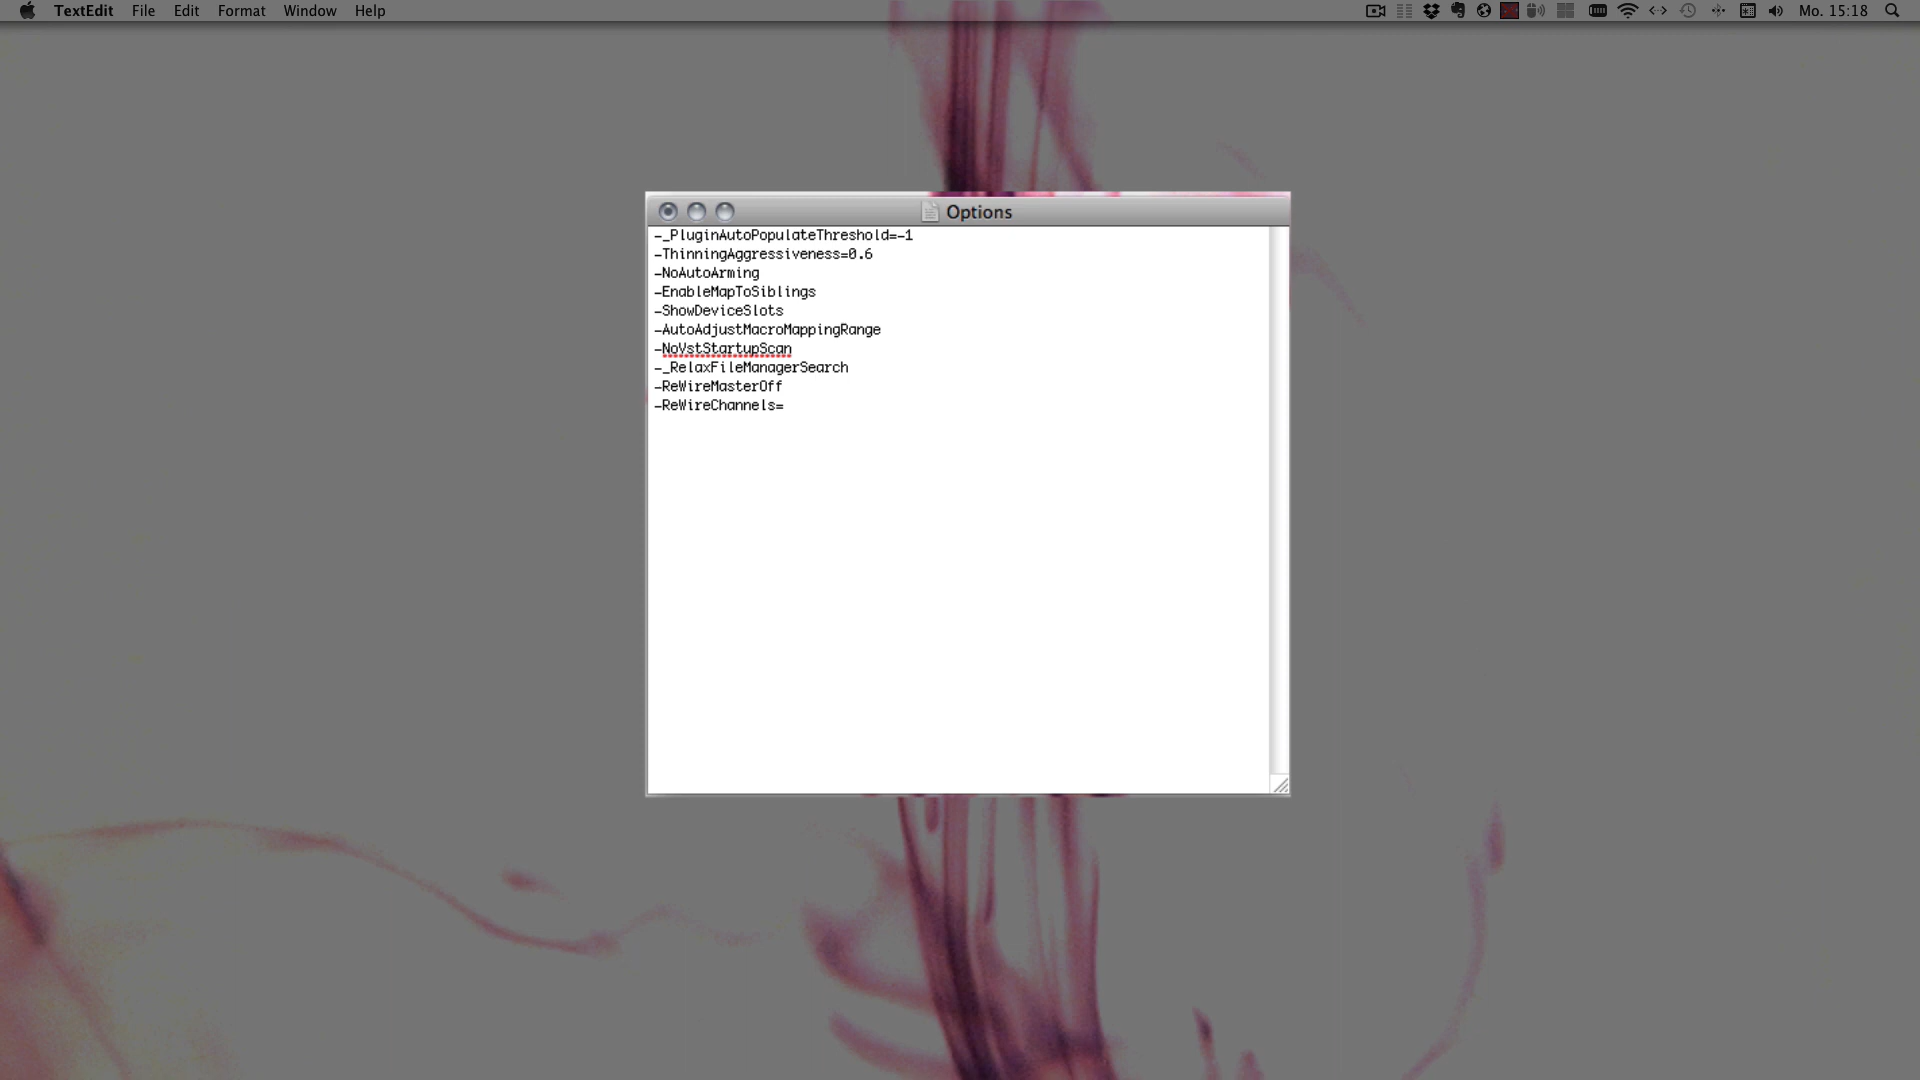 TextEdit File Edit Format Window Help Mo. 15:18
Options
-_PluginAutoPopulateThreshold=-1
-ThinningAggressiveness=0.6
-NoAutoArming
-EnableMapToSiblings
-ShowDeviceSlots
-AutoAdjustMacroMappingRange
-NoVstStartupScan
-_RelaxFileManagerSearch
-ReWireMasterOff
-ReWireChannels=